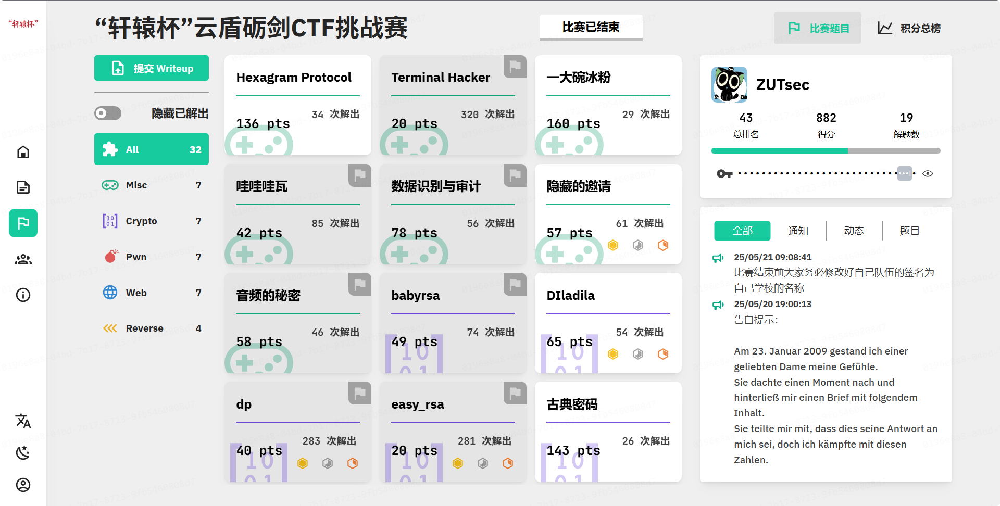 “轩辕杯”
“轩辕杯”云盾砺剑CTF挑战赛
比赛已结束
比赛题目
积分总榜
提交 Writeup
隐藏已解出
All 32
Misc 7
Crypto 7
Pwn 7
Web 7
Reverse 4
Hexagram Protocol
34 次解出
136 pts
Terminal Hacker
320 次解出
20 pts
一大碗冰粉
29 次解出
160 pts
哇哇哇瓦
85 次解出
42 pts
数据识别与审计
56 次解出
78 pts
隐藏的邀请
61 次解出
57 pts
音频的秘密
46 次解出
58 pts
babyrsa
74 次解出
49 pts
DIladila
54 次解出
65 pts
dp
283 次解出
40 pts
easy_rsa
281 次解出
20 pts
古典密码
26 次解出
143 pts
ZUTsec
43 882 19
总排名 得分 解题数
全部 通知 动态 题目
25/05/21 09:08:41
比赛结束前大家务必修改好自己队伍的签名为
自己学校的名称
25/05/20 19:00:13
告白提示：
Am 23. Januar 2009 gestand ich einer
geliebten Dame meine Gefühle.
Sie dachte einen Moment nach und
hinterließ mir einen Brief mit folgendem
Inhalt.
Sie teilte mir mit, dass dies seine Antwort an
mich sei, doch ich kämpfte mit diesen
Zahlen.